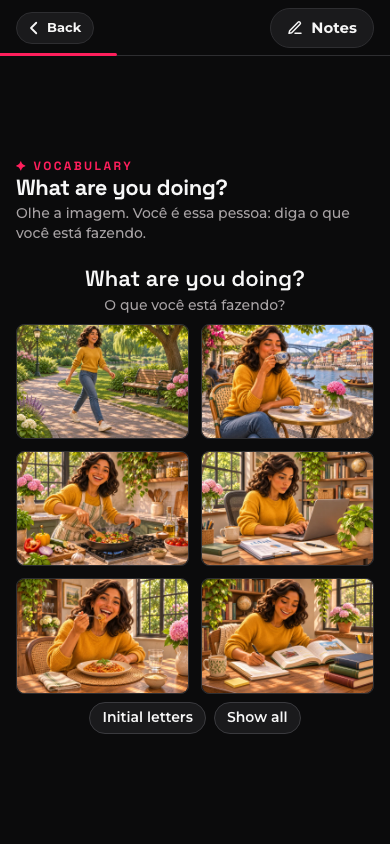 Back
Notes
VOCABULARY
What are you doing?
Olhe a imagem. Você é essa pessoa: diga o que
você está fazendo.
What are you doing?
O que você está fazendo?
Initial letters
Show all